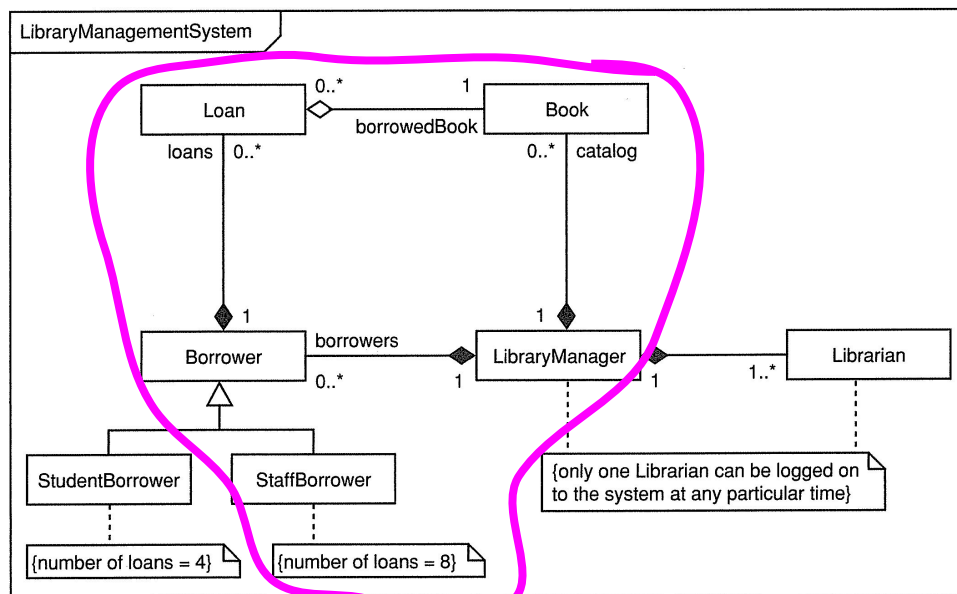 LibraryManagementSystem
0..* 1
Loan Book
borrowedBook
loans 0..* 0..* catalog
1 1
borrowers
Borrower LibraryManager Librarian
0..* 1 1 1..*
StudentBorrower StaffBorrower
{only one Librarian can be logged on
to the system at any particular time}
{number of loans = 4} {number of loans = 8}